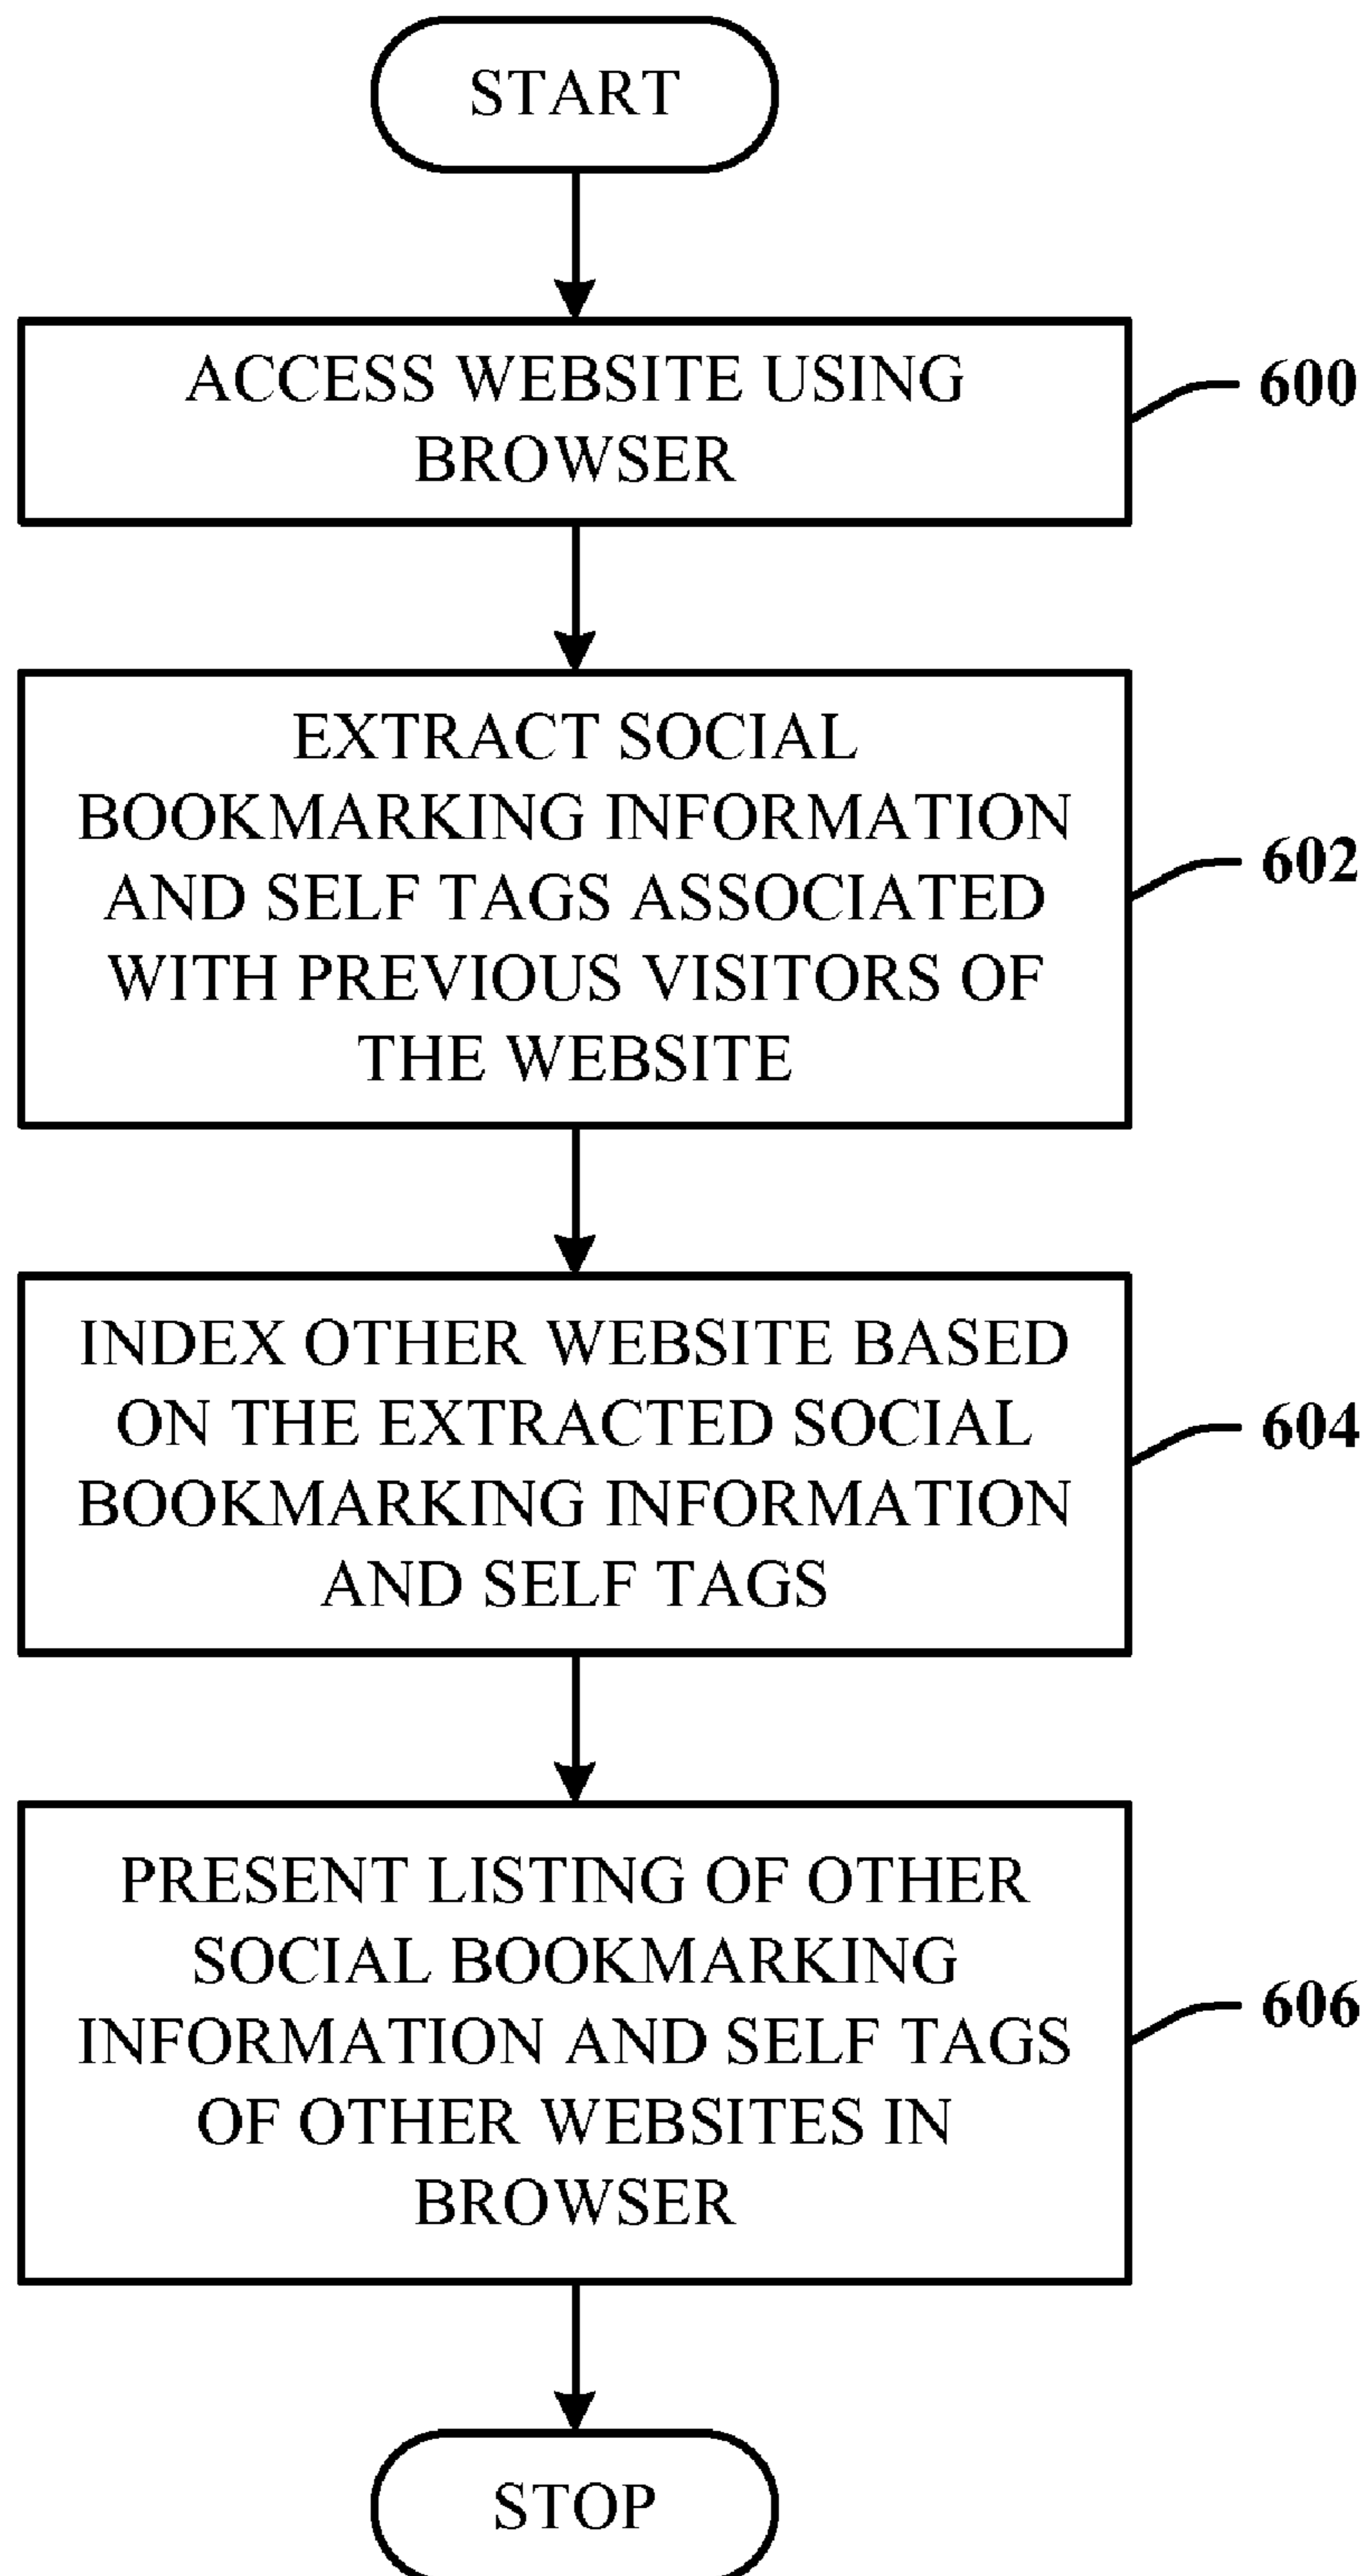 START
ACCESS WEBSITE USING
BROWSER
600
EXTRACT SOCIAL
BOOKMARKING INFORMATION
AND SELF TAGS ASSOCIATED
WITH PREVIOUS VISITORS OF
THE WEBSITE
602
INDEX OTHER WEBSITE BASED
ON THE EXTRACTED SOCIAL
BOOKMARKING INFORMATION
AND SELF TAGS
604
PRESENT LISTING OF OTHER
SOCIAL BOOKMARKING
INFORMATION AND SELF TAGS
OF OTHER WEBSITES IN
BROWSER
606
STOP